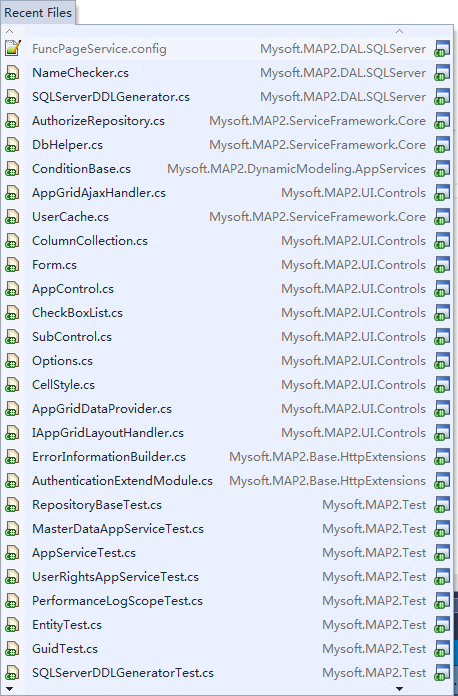 Recent Files
FuncPageService.config Mysoft.MAP2.DAL.SQLServer
NameChecker.cs Mysoft.MAP2.DAL.SQLServer
SQLServerDDLGenerator.cs Mysoft.MAP2.DAL.SQLServer
AuthorizeRepository.cs Mysoft.MAP2.ServiceFramework.Core
DbHelper.cs Mysoft.MAP2.ServiceFramework.Core
ConditionBase.cs Mysoft.MAP2.DynamicModeling.AppServices
AppGridAjaxHandler.cs Mysoft.MAP2.UI.Controls
UserCache.cs Mysoft.MAP2.ServiceFramework.Core
ColumnCollection.cs Mysoft.MAP2.UI.Controls
Form.cs Mysoft.MAP2.UI.Controls
AppControl.cs Mysoft.MAP2.UI.Controls
CheckBoxList.cs Mysoft.MAP2.UI.Controls
SubControl.cs Mysoft.MAP2.UI.Controls
Options.cs Mysoft.MAP2.UI.Controls
CellStyle.cs Mysoft.MAP2.UI.Controls
AppGridDataProvider.cs Mysoft.MAP2.UI.Controls
IAppGridLayoutHandler.cs Mysoft.MAP2.UI.Controls
ErrorInformationBuilder.cs Mysoft.MAP2.Base.HttpExtensions
AuthenticationExtendModule.cs Mysoft.MAP2.Base.HttpExtensions
RepositoryBaseTest.cs Mysoft.MAP2.Test
MasterDataAppServiceTest.cs Mysoft.MAP2.Test
AppServiceTest.cs Mysoft.MAP2.Test
UserRightsAppServiceTest.cs Mysoft.MAP2.Test
PerformanceLogScopeTest.cs Mysoft.MAP2.Test
EntityTest.cs Mysoft.MAP2.Test
GuidTest.cs Mysoft.MAP2.Test
SQLServerDDLGeneratorTest.cs Mysoft.MAP2.Test